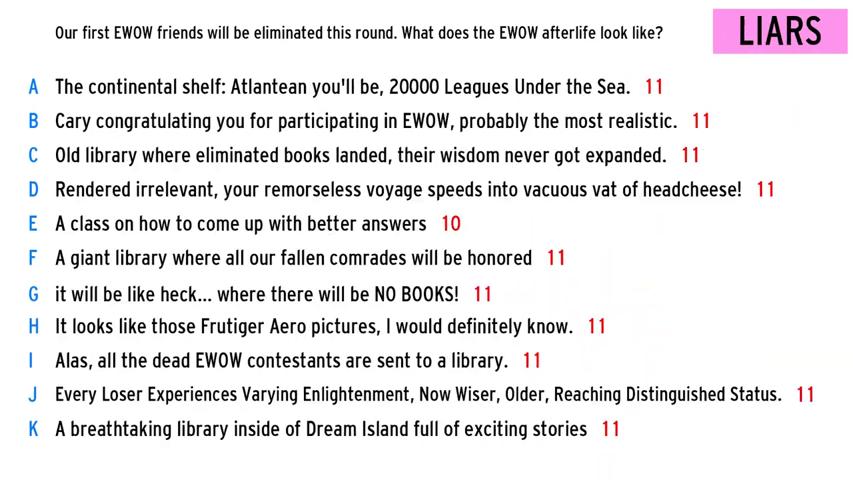 Our first EWOW friends will be eliminated this round. What does the EWOW afterlife look like?
LIARS
A The continental shelf: Atlantean you'll be, 20000 Leagues Under the Sea. 11
B Cary congratulating you for participating in EWOW, probably the most realistic. 11
C Old library where eliminated books landed, their wisdom never got expanded. 11
D Rendered irrelevant, your remorseless voyage speeds into vacuous vat of headcheese! 11
E A class on how to come up with better answers 10
F A giant library where all our fallen comrades will be honored 11
G it will be like heck... where there will be NO BOOKS! 11
H It looks like those Frutiger Aero pictures, I would definitely know. 11
I Alas, all the dead EWOW contestants are sent to a library. 11
J Every Loser Experiences Varying Enlightenment, Now Wiser, Older, Reaching Distinguished Status. 11
K A breathtaking library inside of Dream Island full of exciting stories 11